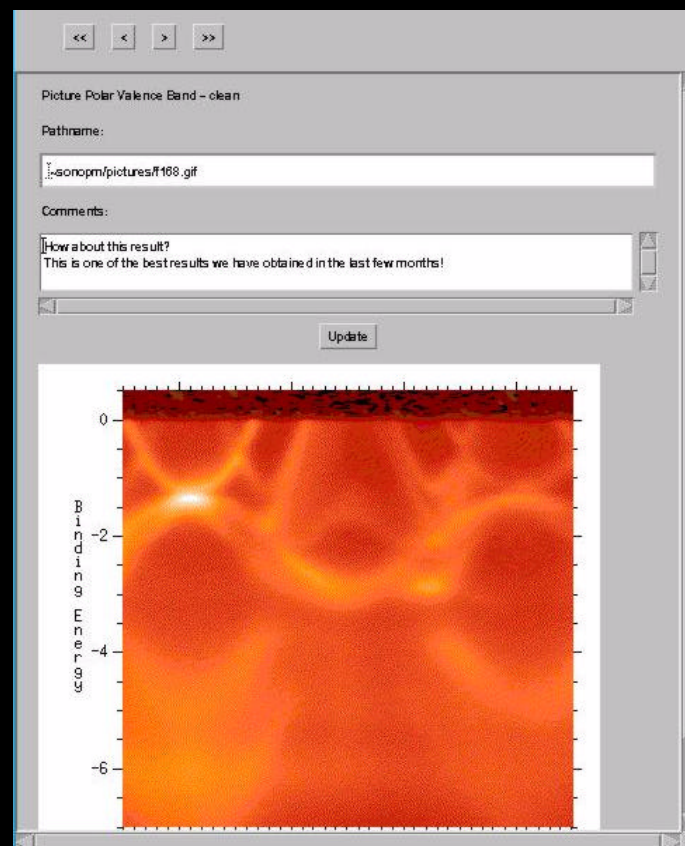 << < > >>
Picture Polar Valence Band – clean
Pathname:
~sonopm/pictures/f168.gif
Comments:
How about this result?
This is one of the best results we have obtained in the last few months!
Update
0
Binding Energy
-2
-4
-6